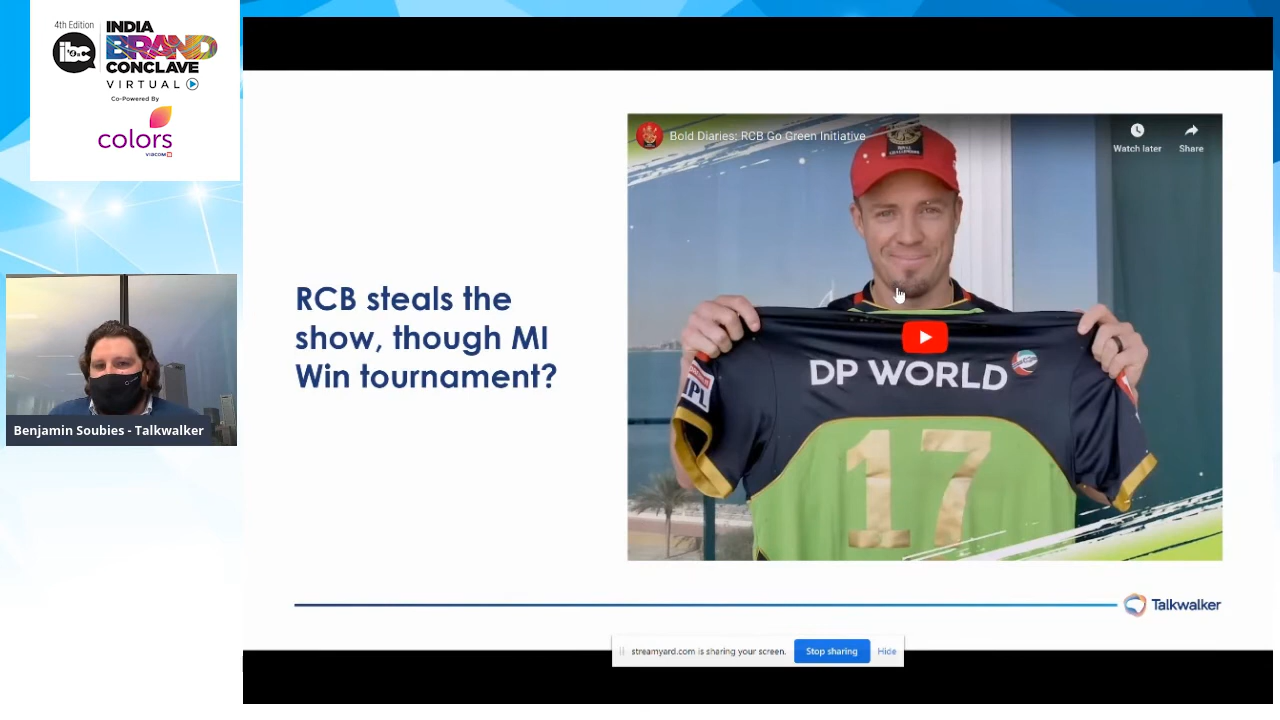 4th Edition
INDIA
BRAND
CONCLAVE
ibc
VIRTUAL
Co-Powered By
colors
VIACOM18
Benjamin Soubies - Talkwalker
RCB steals the
show, though MI
Win tournament?
Bold Diaries: RCB Go Green Initiative
Watch later
Share
DP WORLD
IPL
17
Talkwalker
streamyard.com is sharing your screen.
Stop sharing
Hide